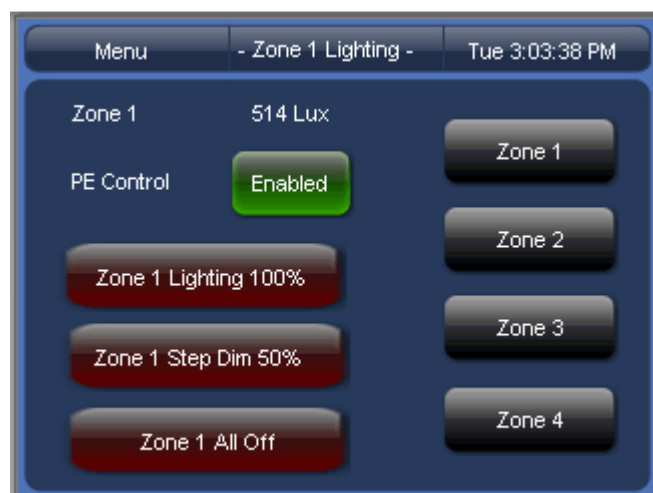 Menu
- Zone 1 Lighting -
Tue 3:03:38 PM
Zone 1
514 Lux
PE Control
Enabled
Zone 1 Lighting 100%
Zone 1 Step Dim 50%
Zone 1 All Off
Zone 1
Zone 2
Zone 3
Zone 4